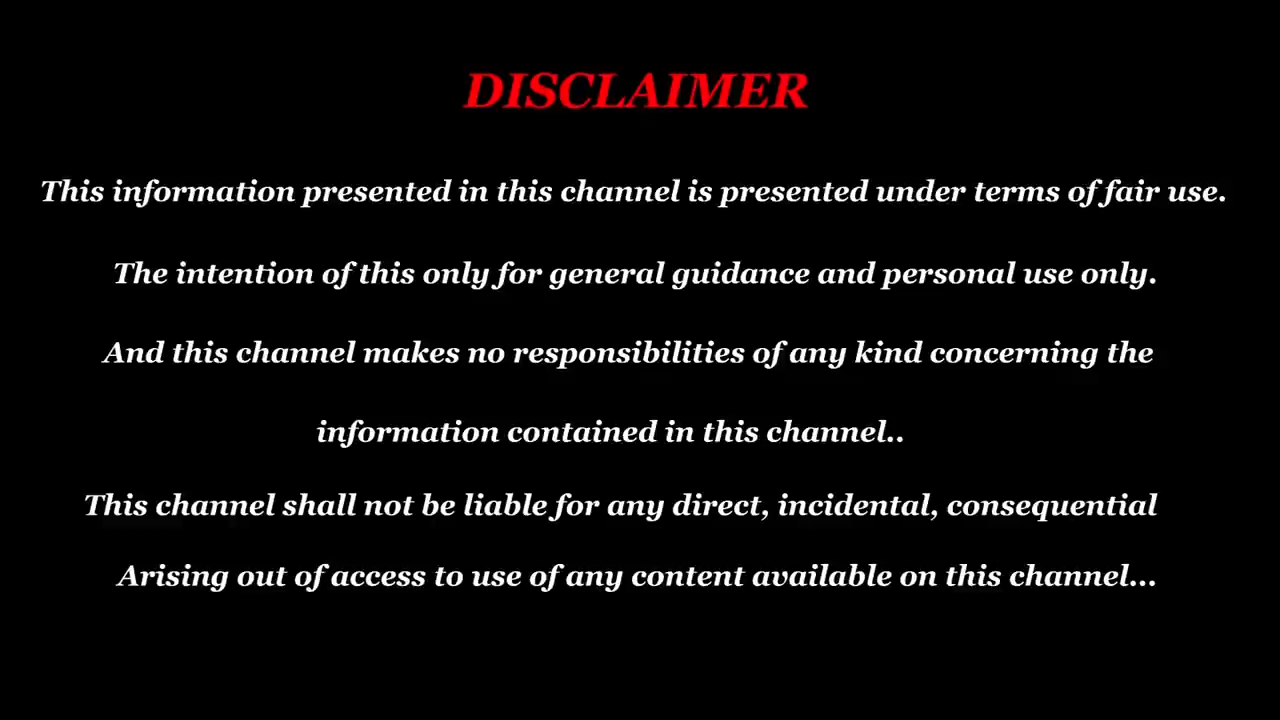 DISCLAIMER
This information presented in this channel is presented under terms of fair use.
The intention of this only for general guidance and personal use only.
And this channel makes no responsibilities of any kind concerning the
information contained in this channel..
This channel shall not be liable for any direct, incidental, consequential
Arising out of access to use of any content available on this channel...